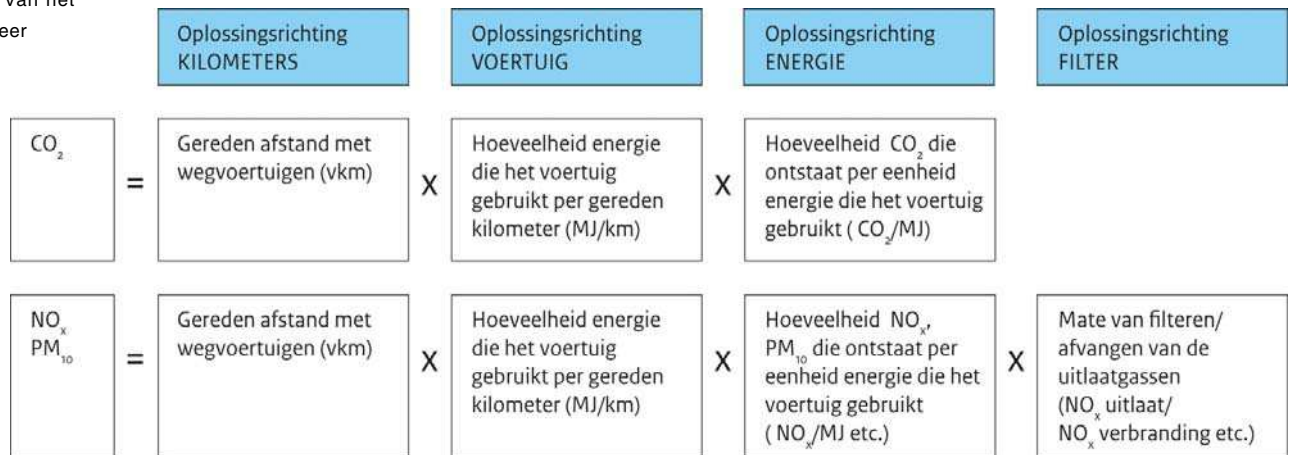 van het
eer
Oplossingsrichting
KILOMETERS
Oplossingsrichting
VOERTUIG
Oplossingsrichting
ENERGIE
Oplossingsrichting
FILTER
CO₂
=
Gereden afstand met
wegvoertuigen (vkm)
X
Hoeveelheid energie
die het voertuig
gebruikt per gereden
kilometer (MJ/km)
X
Hoeveelheid CO₂ die
ontstaat per eenheid
energie die het voertuig
gebruikt ( CO₂/MJ)
NOₓ
PM₁₀
=
Gereden afstand met
wegvoertuigen (vkm)
X
Hoeveelheid energie
die het voertuig
gebruikt per gereden
kilometer (MJ/km)
X
Hoeveelheid NOₓ,
PM₁₀ die ontstaat per
eenheid energie die het
voertuig gebruikt
( NOₓ/MJ etc.)
X
Mate van filteren/
afvangen van de
uitlaatgassen
(NOₓ uitlaat/
NOₓ verbranding etc.)